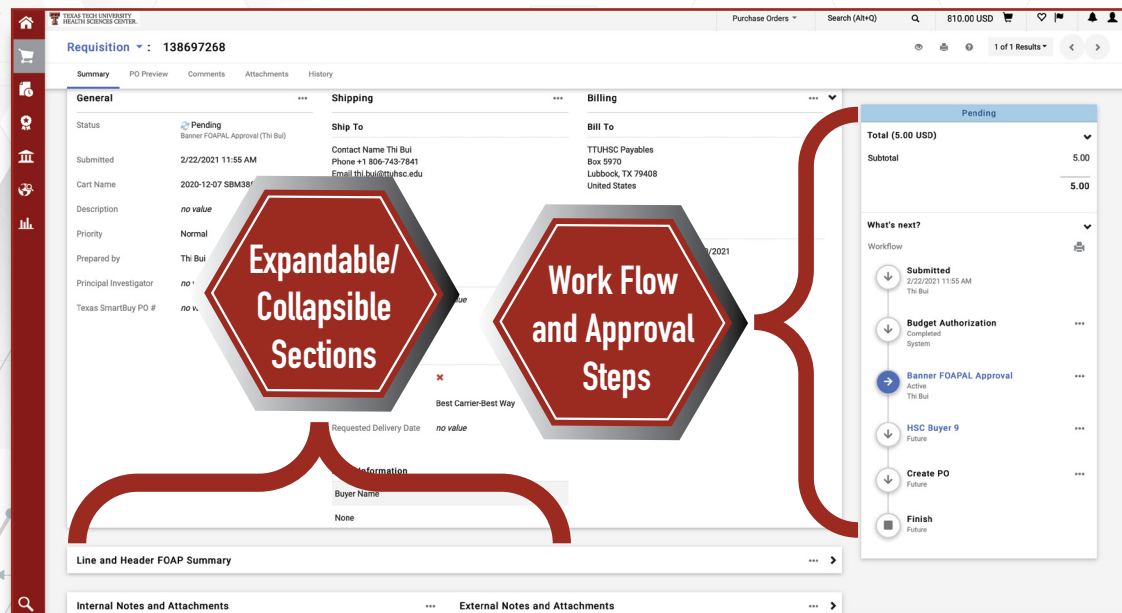 TEXAS TECH UNIVERSITY
HEALTH SCIENCES CENTER.
Purchase Orders
Search (Alt+Q)
810.00 USD
Requisition : 138697268
1 of 1 Results
Summary PO Preview Comments Attachments History
General
Status
Pending
Banner FOAPAL Approval (Thi Bui)
Submitted
2/22/2021 11:55 AM
Cart Name
2020-12-07 SBM38
Description
no value
Priority
Normal
Prepared by
Thi Bui
Principal Investigator
no
Texas SmartBuy PO #
no
Shipping
Ship To
Contact Name Thi Bui
Phone +1 806-743-7841
Email thi.bui@ttuhsc.edu
Best Carrier-Best Way
Requested Delivery Date
no value
Information
Buyer Name
None
Billing
Bill To
TTUHSC Payables
Box 5970
Lubbock, TX 79408
United States
/2021
Expandable/
Collapsible
Sections
Work Flow
and Approval
Steps
Pending
Total (5.00 USD)
Subtotal
5.00
5.00
What's next?
Workflow
Submitted
2/22/2021 11:55 AM
Thi Bui
Budget Authorization
Completed
System
Banner FOAPAL Approval
Active
Thi Bui
HSC Buyer 9
Future
Create PO
Future
Finish
Future
Line and Header FOAP Summary
Internal Notes and Attachments
External Notes and Attachments